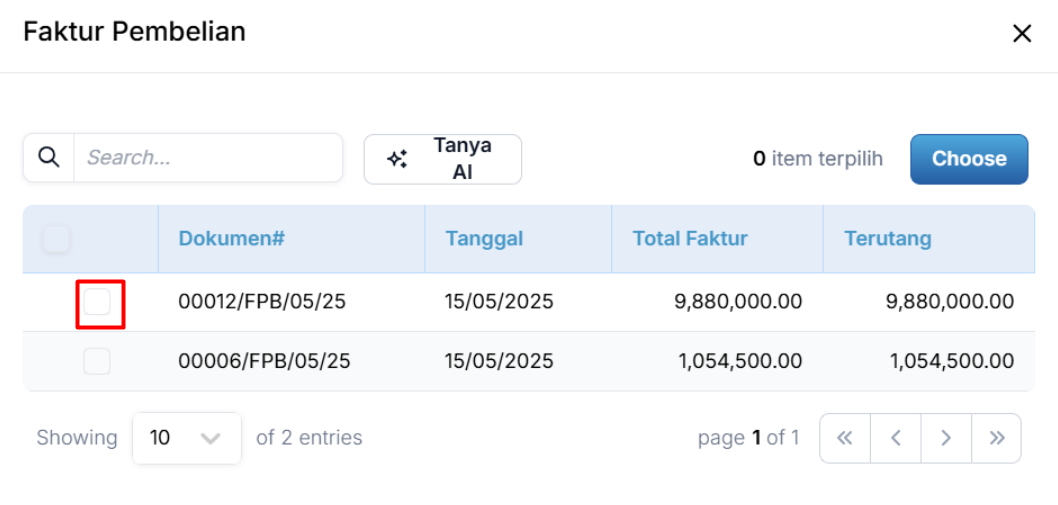 Faktur Pembelian
Search...
Tanya
AI
0 item terpilih
Choose
Dokumen# Tanggal Total Faktur Terutang
00012/FPB/05/25 15/05/2025 9,880,000.00 9,880,000.00
00006/FPB/05/25 15/05/2025 1,054,500.00 1,054,500.00
Showing 10 of 2 entries page 1 of 1